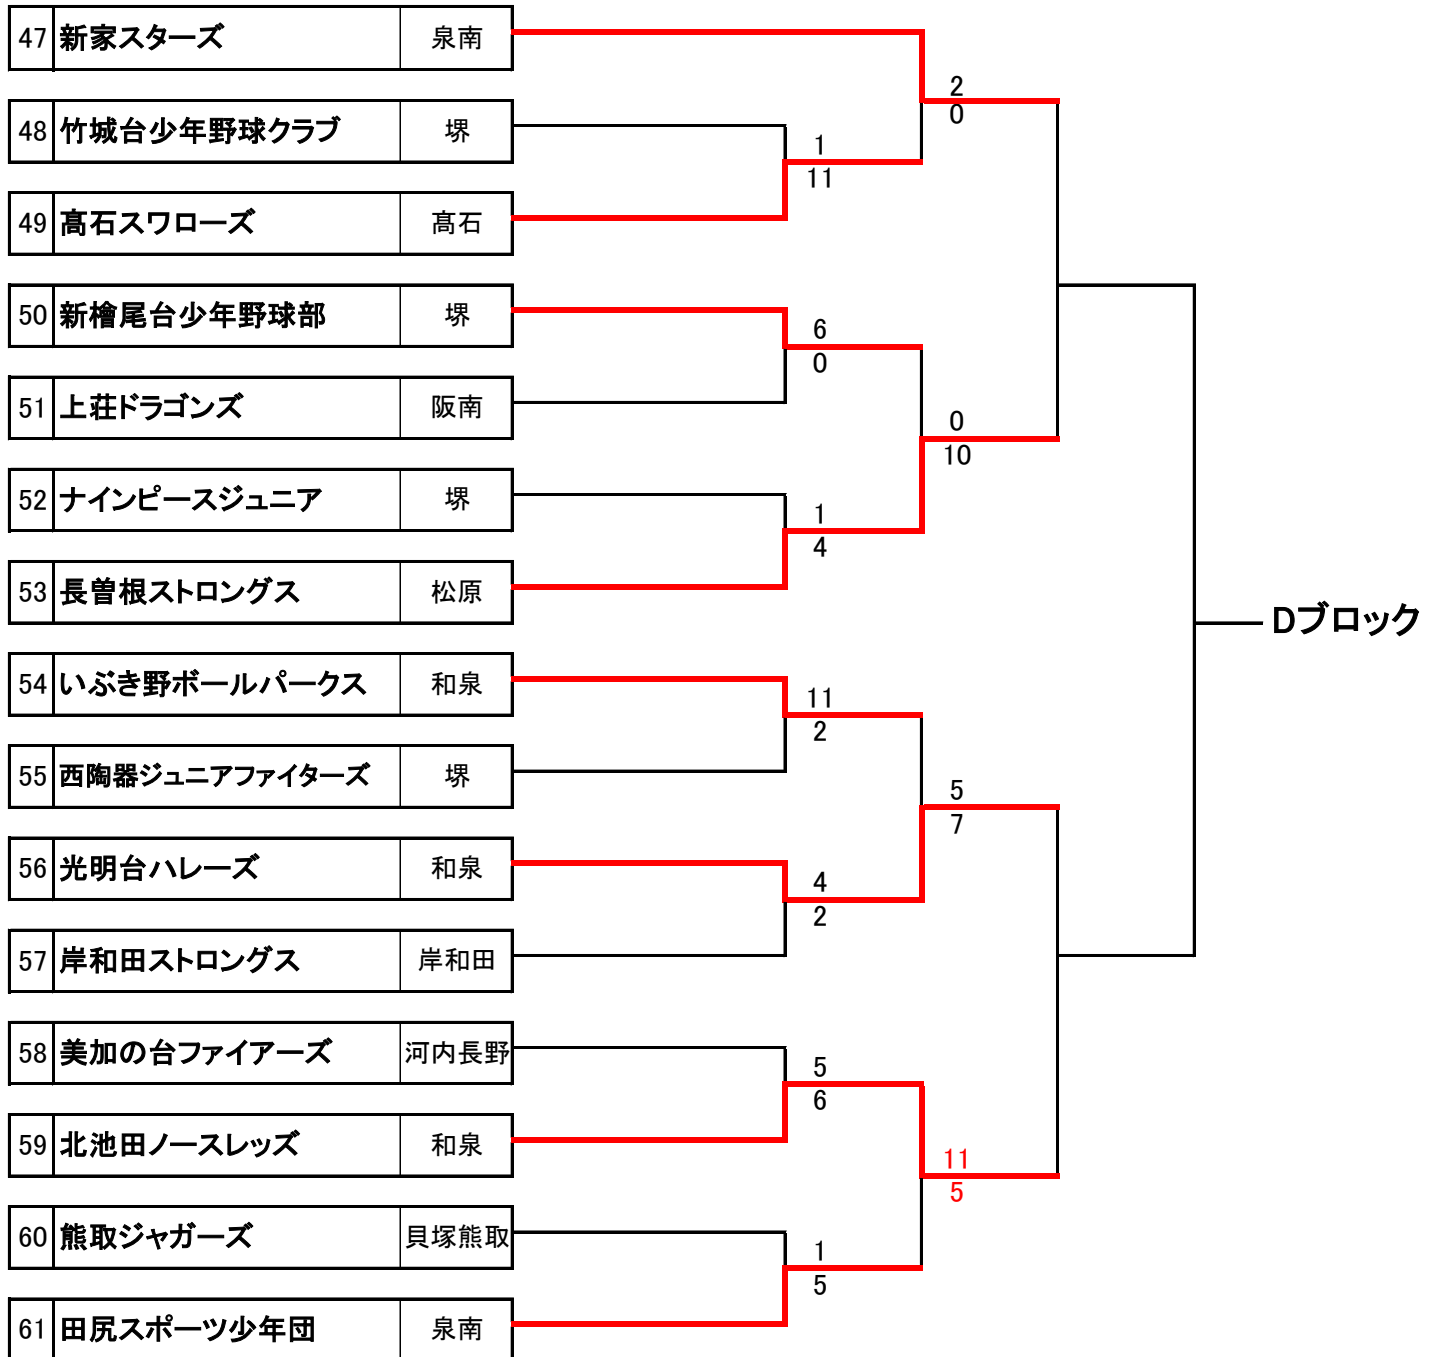 47 新家スターズ 泉南
2
0
48 竹城台少年野球クラブ 堺
1
11
49 髙石スワローズ 髙石
50 新檜尾台少年野球部 堺
6
0
51 上荘ドラゴンズ 阪南
0
10
52 ナインピースジュニア 堺
1
4
53 長曽根ストロングス 松原
Dブロック
54 いぶき野ボールパークス 和泉
11
2
55 西陶器ジュニアファイターズ 堺
5
7
56 光明台ハレーズ 和泉
4
2
57 岸和田ストロングス 岸和田
58 美加の台ファイアーズ 河内長野
5
6
59 北池田ノースレッズ 和泉
11
5
60 熊取ジャガーズ 貝塚熊取
1
5
61 田尻スポーツ少年団 泉南